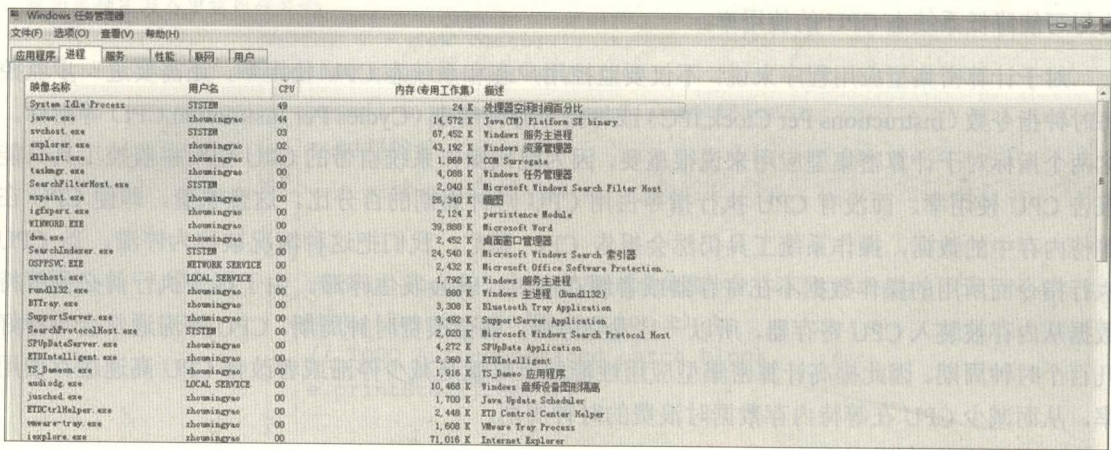 Windows 任务管理器
文件(F) 选项(O) 查看(V) 帮助(H)
应用程序 进程 服务 性能 联网 用户
映像名称 用户名 CPU 内存(专用工作集) 描述
System Idle Process SYSTEM 49 24 K 处理器空闲时间百分比
javaw.exe zhoumingyao 44 14,572 K Java(TM) Platform SE binary
svchost.exe SYSTEM 03 67,452 K Windows 服务主进程
explorer.exe zhoumingyao 02 43,192 K Windows 资源管理器
dllhost.exe zhoumingyao 00 1,868 K COM Surrogate
taskmgr.exe zhoumingyao 00 4,088 K Windows 任务管理器
SearchFilterHost.exe SYSTEM 00 2,040 K Microsoft Windows Search Filter Host
mspaint.exe zhoumingyao 00 26,340 K 画图
igfxpers.exe zhoumingyao 00 2,124 K persistence Module
WINWORD.EXE zhoumingyao 00 39,888 K Microsoft Word
dwm.exe zhoumingyao 00 2,452 K 桌面窗口管理器
SearchIndexer.exe SYSTEM 00 24,540 K Microsoft Windows Search 索引器
OSPPSVC.EXE NETWORK SERVICE 00 2,432 K Microsoft Office Software Protection...
svchost.exe LOCAL SERVICE 00 1,792 K Windows 服务主进程
rundll32.exe zhoumingyao 00 880 K Windows 主进程 (Rundll32)
BTTray.exe zhoumingyao 00 3,308 K Bluetooth Tray Application
SupportServer.exe zhoumingyao 00 3,492 K SupportServer Application
SearchProtocolHost.exe SYSTEM 00 2,020 K Microsoft Windows Search Protocol Host
SPUpDateServer.exe zhoumingyao 00 4,272 K SPUpDate Application
ETDIntelligent.exe zhoumingyao 00 2,360 K ETDIntelligent
TS_Dameon.exe zhoumingyao 00 1,916 K TS_Dameo 应用程序
audiodg.exe LOCAL SERVICE 00 10,468 K Windows 音频设备图形隔离
jusched.exe zhoumingyao 00 1,700 K Java Update Scheduler
ETDCtrlHelper.exe zhoumingyao 00 2,448 K ETD Control Center Helper
vmware-tray.exe zhoumingyao 00 1,608 K VMware Tray Process
iexplore.exe zhoumingyao 00 71,016 K Internet Explorer